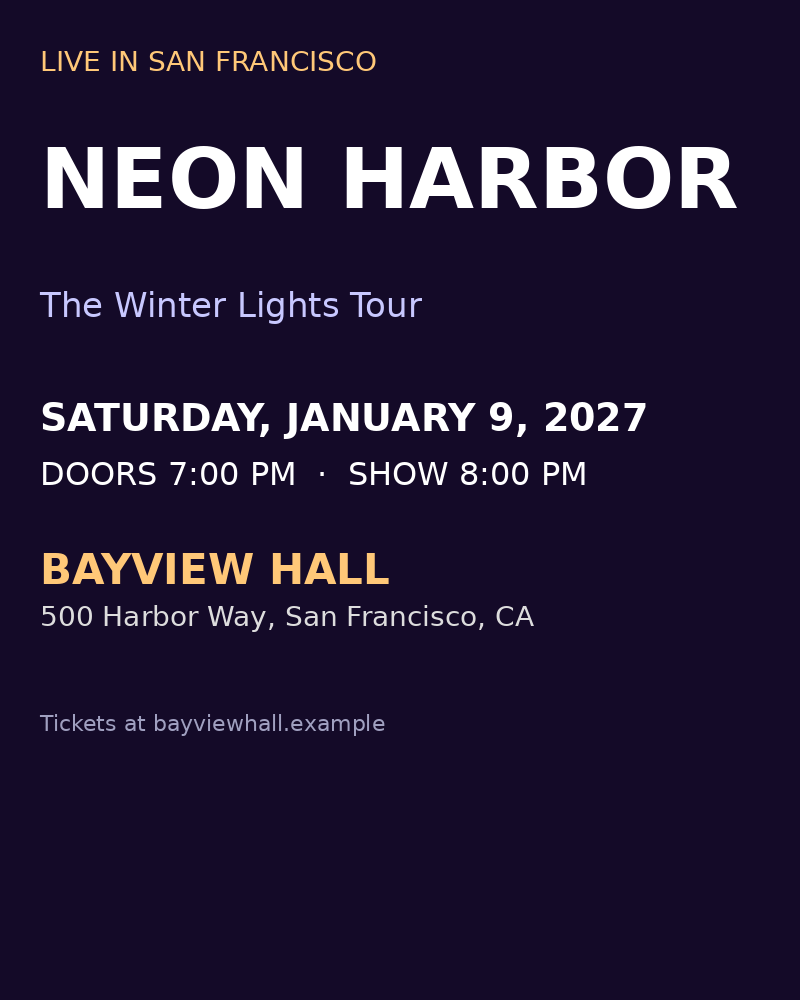 LIVE IN SAN FRANCISCO
NEON HARBOR
The Winter Lights Tour
SATURDAY, JANUARY 9, 2027
DOORS 7:00 PM · SHOW 8:00 PM
BAYVIEW HALL
500 Harbor Way, San Francisco, CA
Tickets at bayviewhall.example